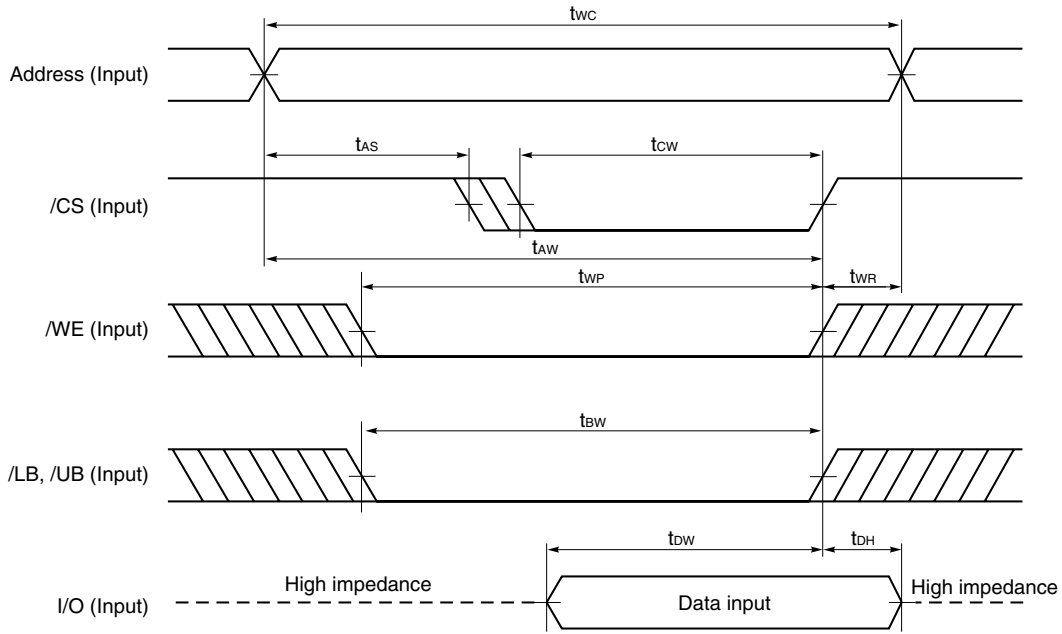 tWC
Address (Input)
tAS
tCW
/CS (Input)
tAW
tWP
tWR
/WE (Input)
tBW
/LB, /UB (Input)
tDW
tDH
High impedance
High impedance
I/O (Input)
Data input